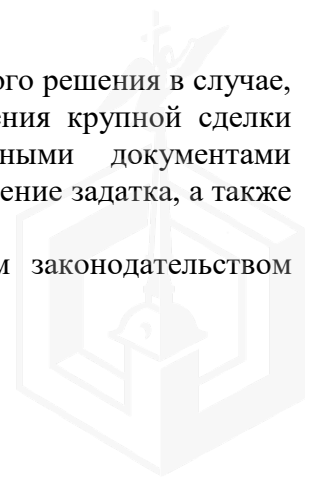 ого решения в случае,
ения крупной сделки
ными документами
ение задатка, а также
м законодательством